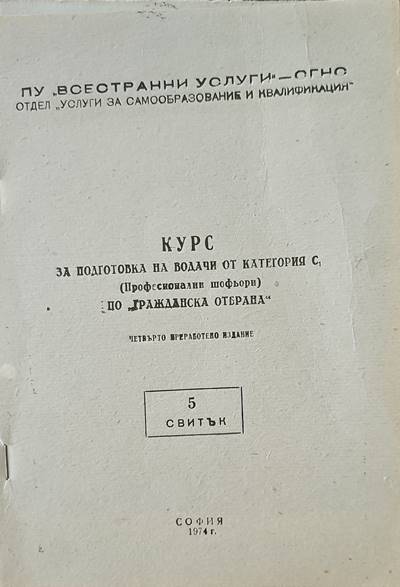 ПУ „ВСЕСТРАННИ УСЛУГИ" — ОГНС
ОТДЕЛ „УСЛУГИ ЗА САМООБРАЗОВАНИЕ И КВАЛИФИКАЦИЯ"
КУРС
ЗА ПОДГОТОВКА НА ВОДАЧИ ОТ КАТЕГОРИЯ С₁
(Професионални шофьори)
ПО „ГРАЖДАНСКА ОТБРАНА"
ЧЕТВЪРТО ПРЕРАБОТЕНО ИЗДАНИЕ
5
СВИТЪК
СОФИЯ
1974 г.